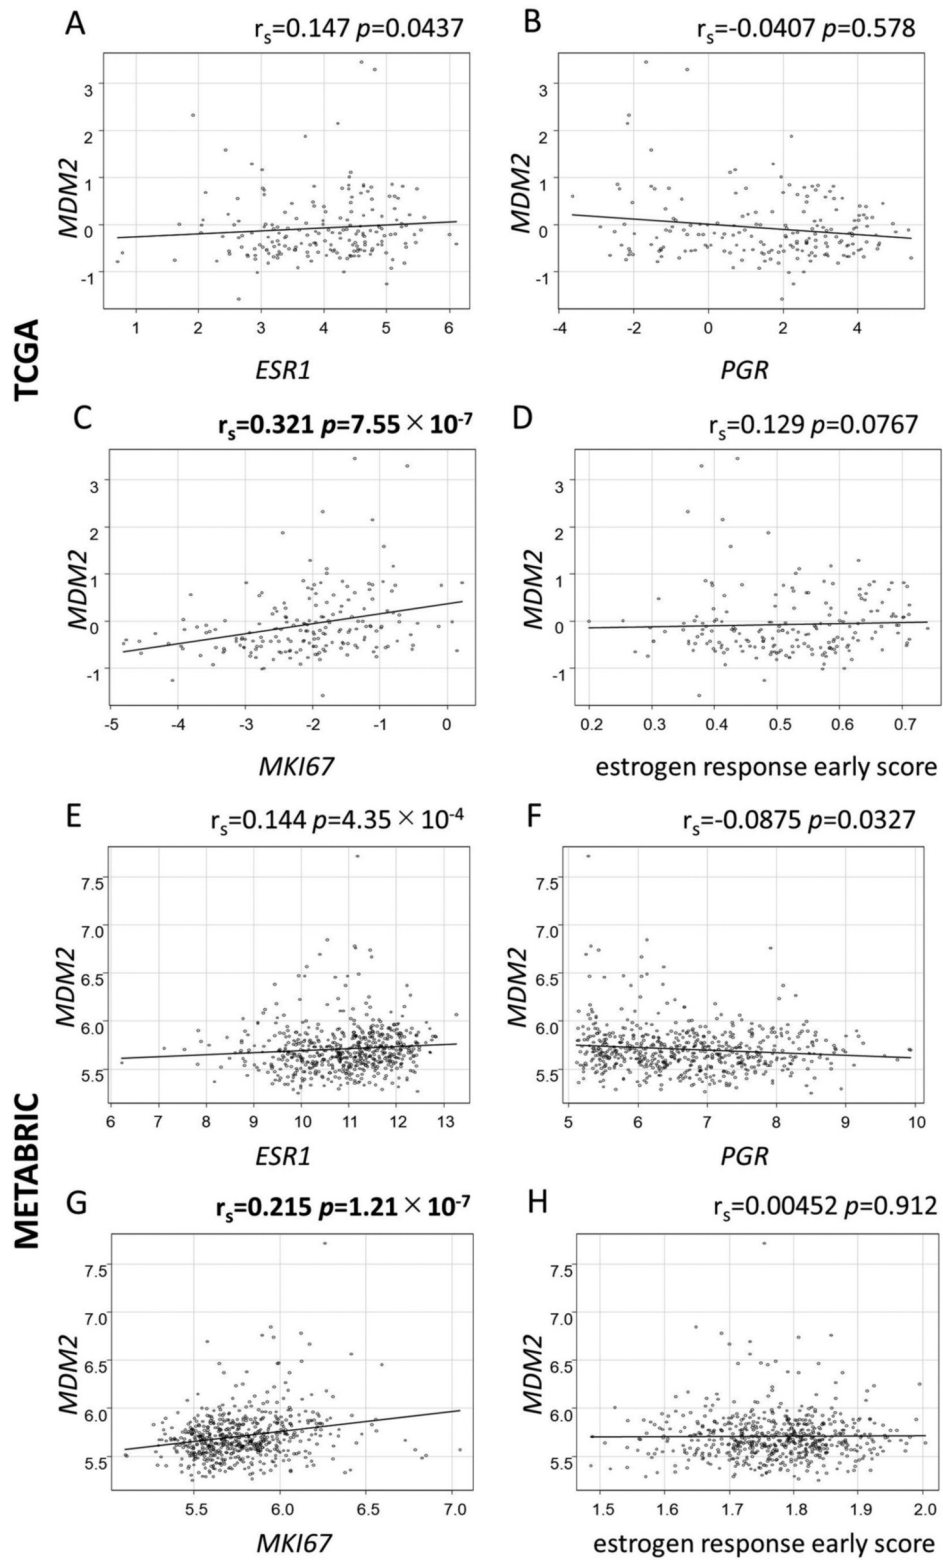 TCGA
A
rs=0.147 p=0.0437
MDM2
3
2
1
0
-1
1 2 3 4 5 6
ESR1
B
rs=-0.0407 p=0.578
MDM2
3
2
1
0
-1
-4 -2 0 2 4
PGR
C
rs=0.321 p=7.55×10-7
MDM2
3
2
1
0
-1
-5 -4 -3 -2 -1 0
MKI67
D
rs=0.129 p=0.0767
MDM2
3
2
1
0
-1
0.2 0.3 0.4 0.5 0.6 0.7
estrogen response early score
METABRIC
E
rs=0.144 p=4.35×10-4
MDM2
7.5
7.0
6.5
6.0
5.5
6 7 8 9 10 11 12 13
ESR1
F
rs=-0.0875 p=0.0327
MDM2
7.5
7.0
6.5
6.0
5.5
5 6 7 8 9 10
PGR
G
rs=0.215 p=1.21×10-7
MDM2
7.5
7.0
6.5
6.0
5.5
5.5 6.0 6.5 7.0
MKI67
H
rs=0.00452 p=0.912
MDM2
7.5
7.0
6.5
6.0
5.5
1.5 1.6 1.7 1.8 1.9 2.0
estrogen response early score